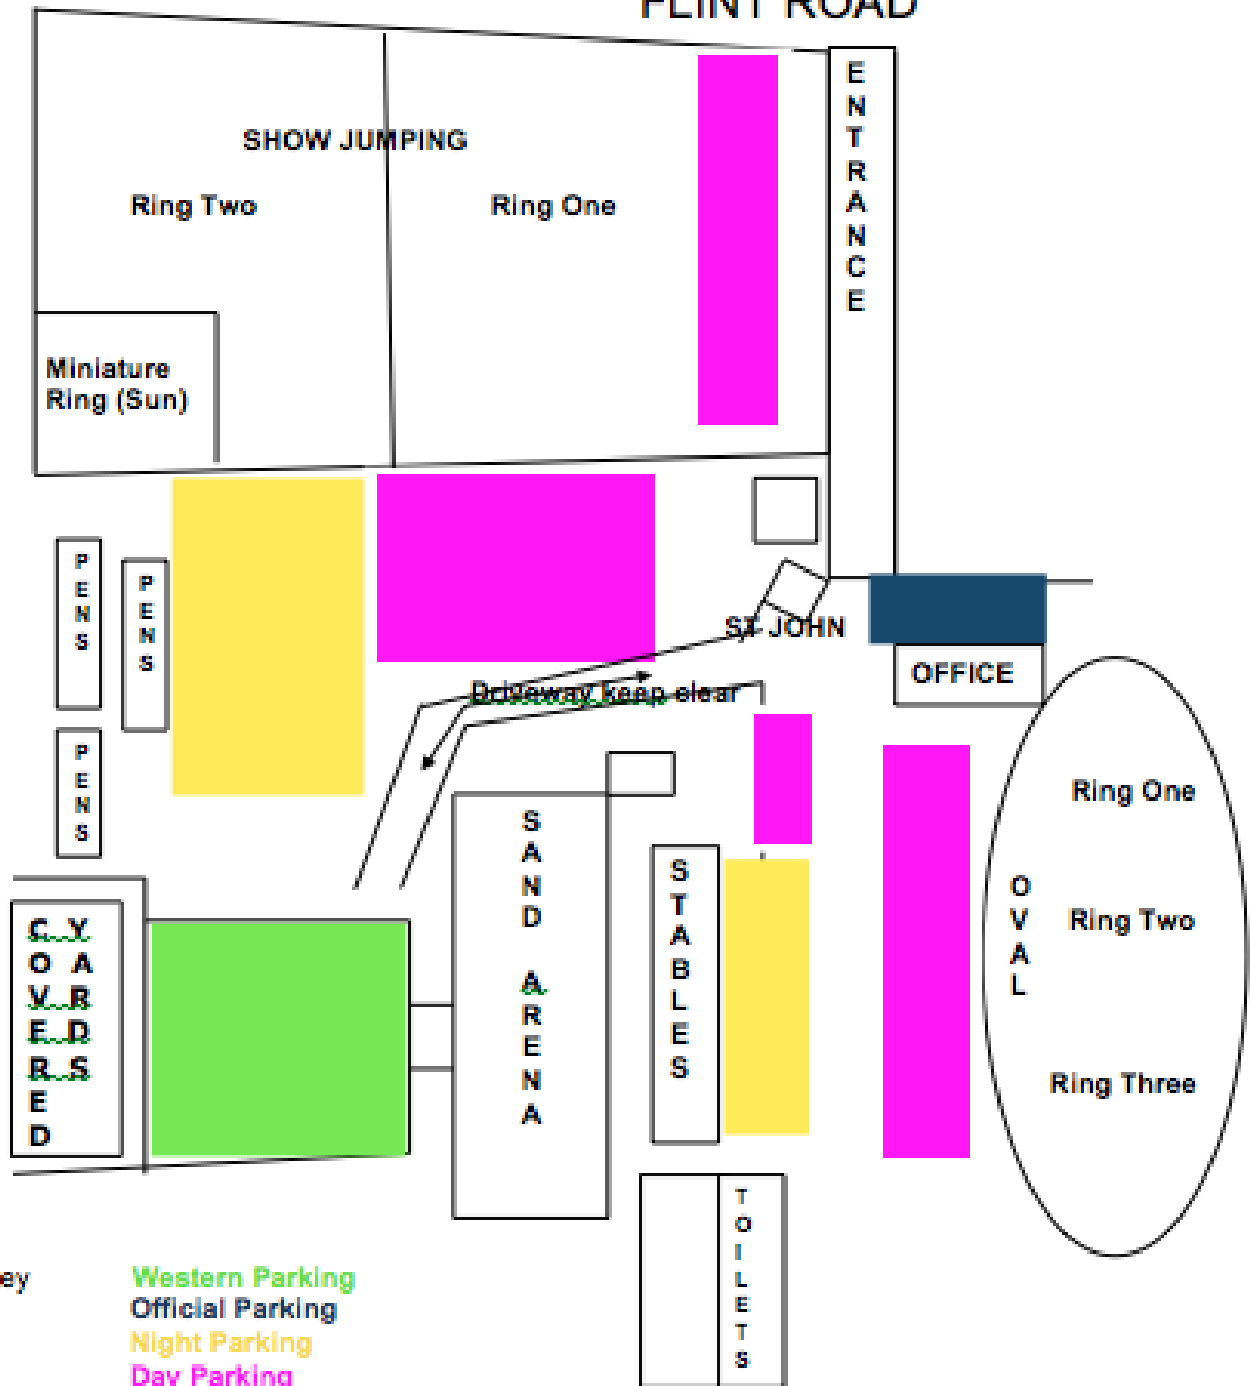 FLINT ROAD
ENTRANCE
SHOW JUMPING
Ring Two
Ring One
Miniature
Ring (Sun)
PENS
PENS
PENS
ST JOHN
OFFICE
Driveway keep clear
SAND ARENA
STABLES
OVAL
Ring One
Ring Two
Ring Three
COVERED
YARDS
TOILETS
ey
Western Parking
Official Parking
Night Parking
Day Parking